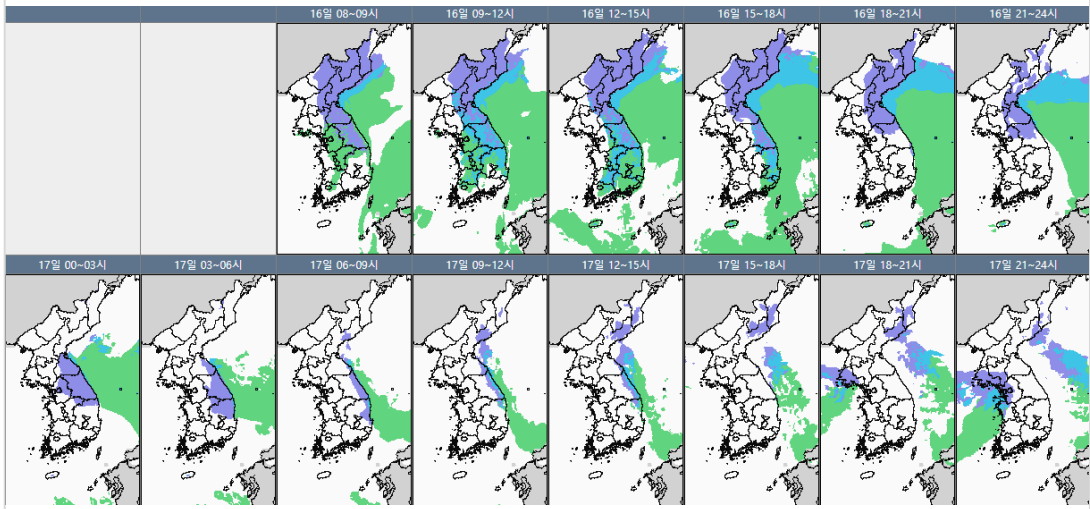 16일 08~09시
16일 09~12시
16일 12~15시
16일 15~18시
16일 18~21시
16일 21~24시
17일 00~03시
17일 03~06시
17일 06~09시
17일 09~12시
17일 12~15시
17일 15~18시
17일 18~21시
17일 21~24시